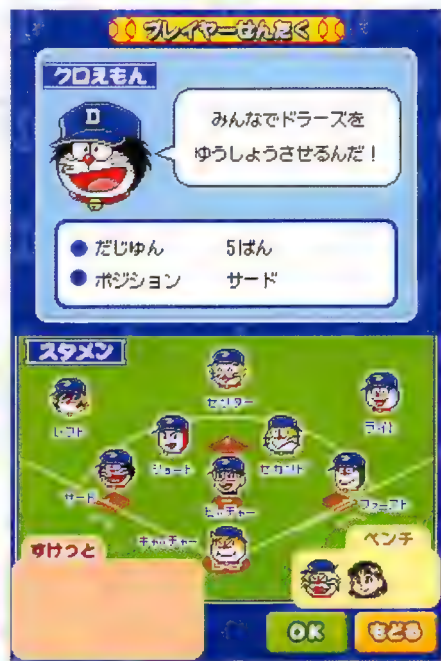 プレイヤーせんたく
クロえもん
D
みんなでドラーズを
ゆうしょうさせるんだ！
だじゅん 5ばん
ポジション サード
スタメン
センター
レフト
ライト
ショート
セカンド
サード
ピッチャー
ファースト
キャッチャー
すけっと
ベンチ
OK
もどる